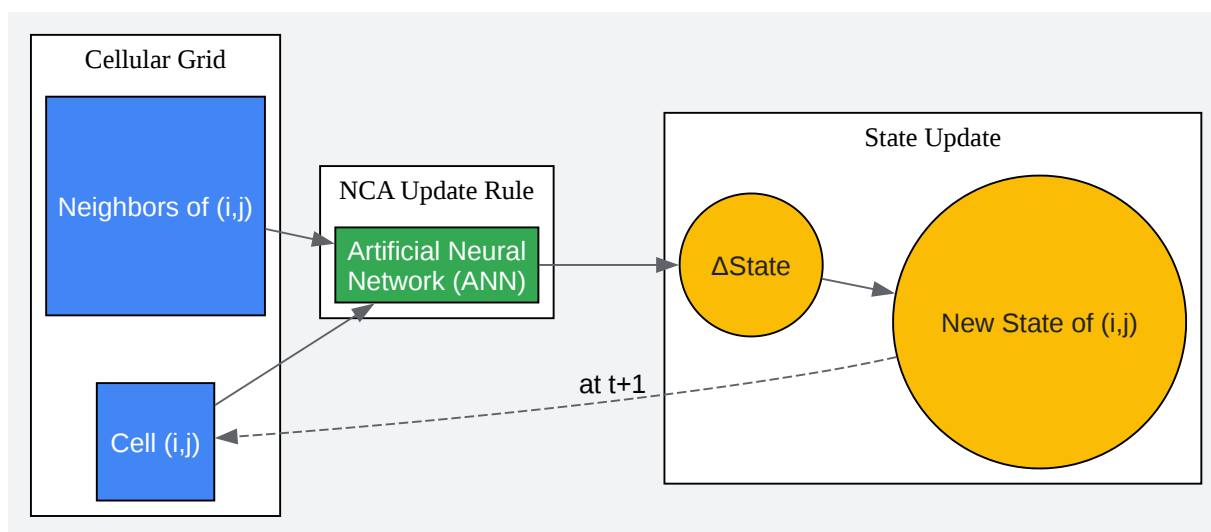 Cellular Grid
Neighbors of (i,j)
Cell (i,j)
NCA Update Rule
Artificial Neural
Network (ANN)
State Update
ΔState
New State of (i,j)
at t+1